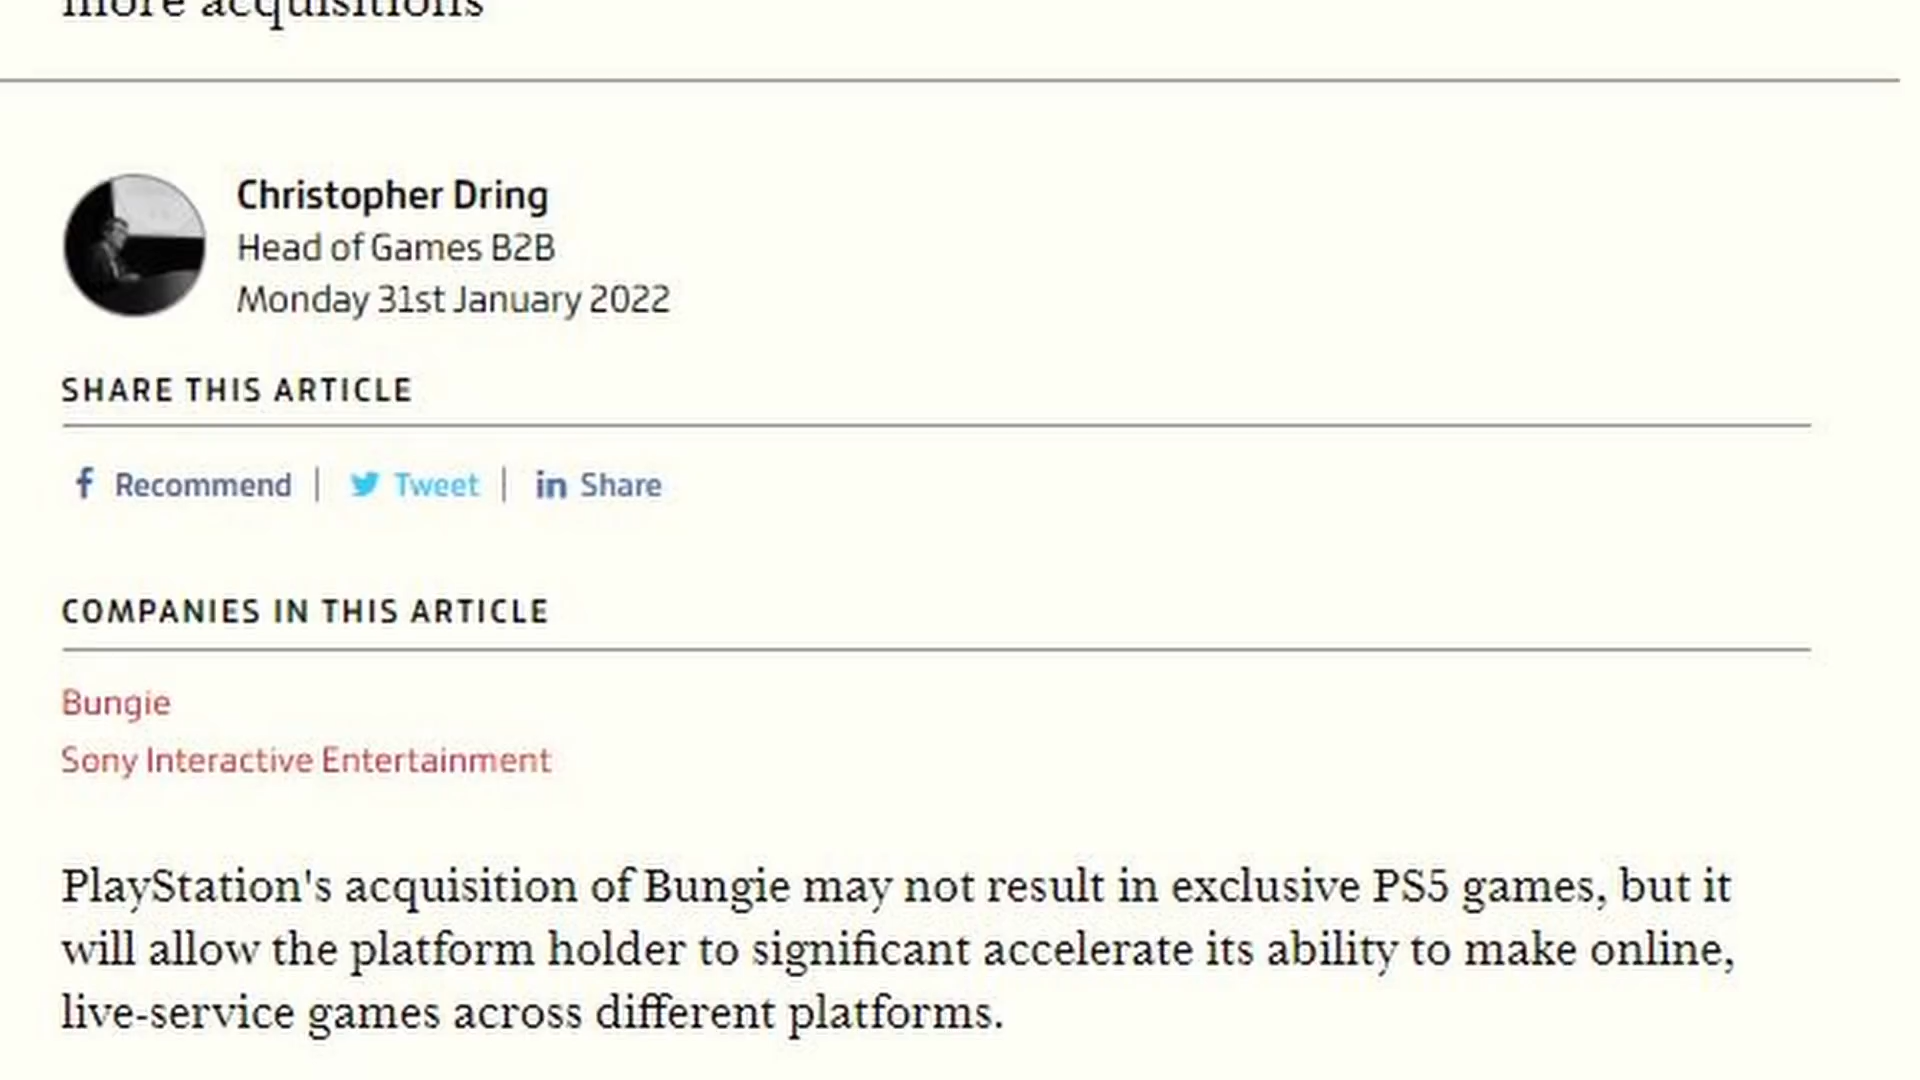 more acquisitions
Christopher Dring
Head of Games B2B
Monday 31st January 2022
SHARE THIS ARTICLE
Recommend | Tweet | in Share
COMPANIES IN THIS ARTICLE
Bungie
Sony Interactive Entertainment
PlayStation's acquisition of Bungie may not result in exclusive PS5 games, but it
will allow the platform holder to significant accelerate its ability to make online,
live-service games across different platforms.